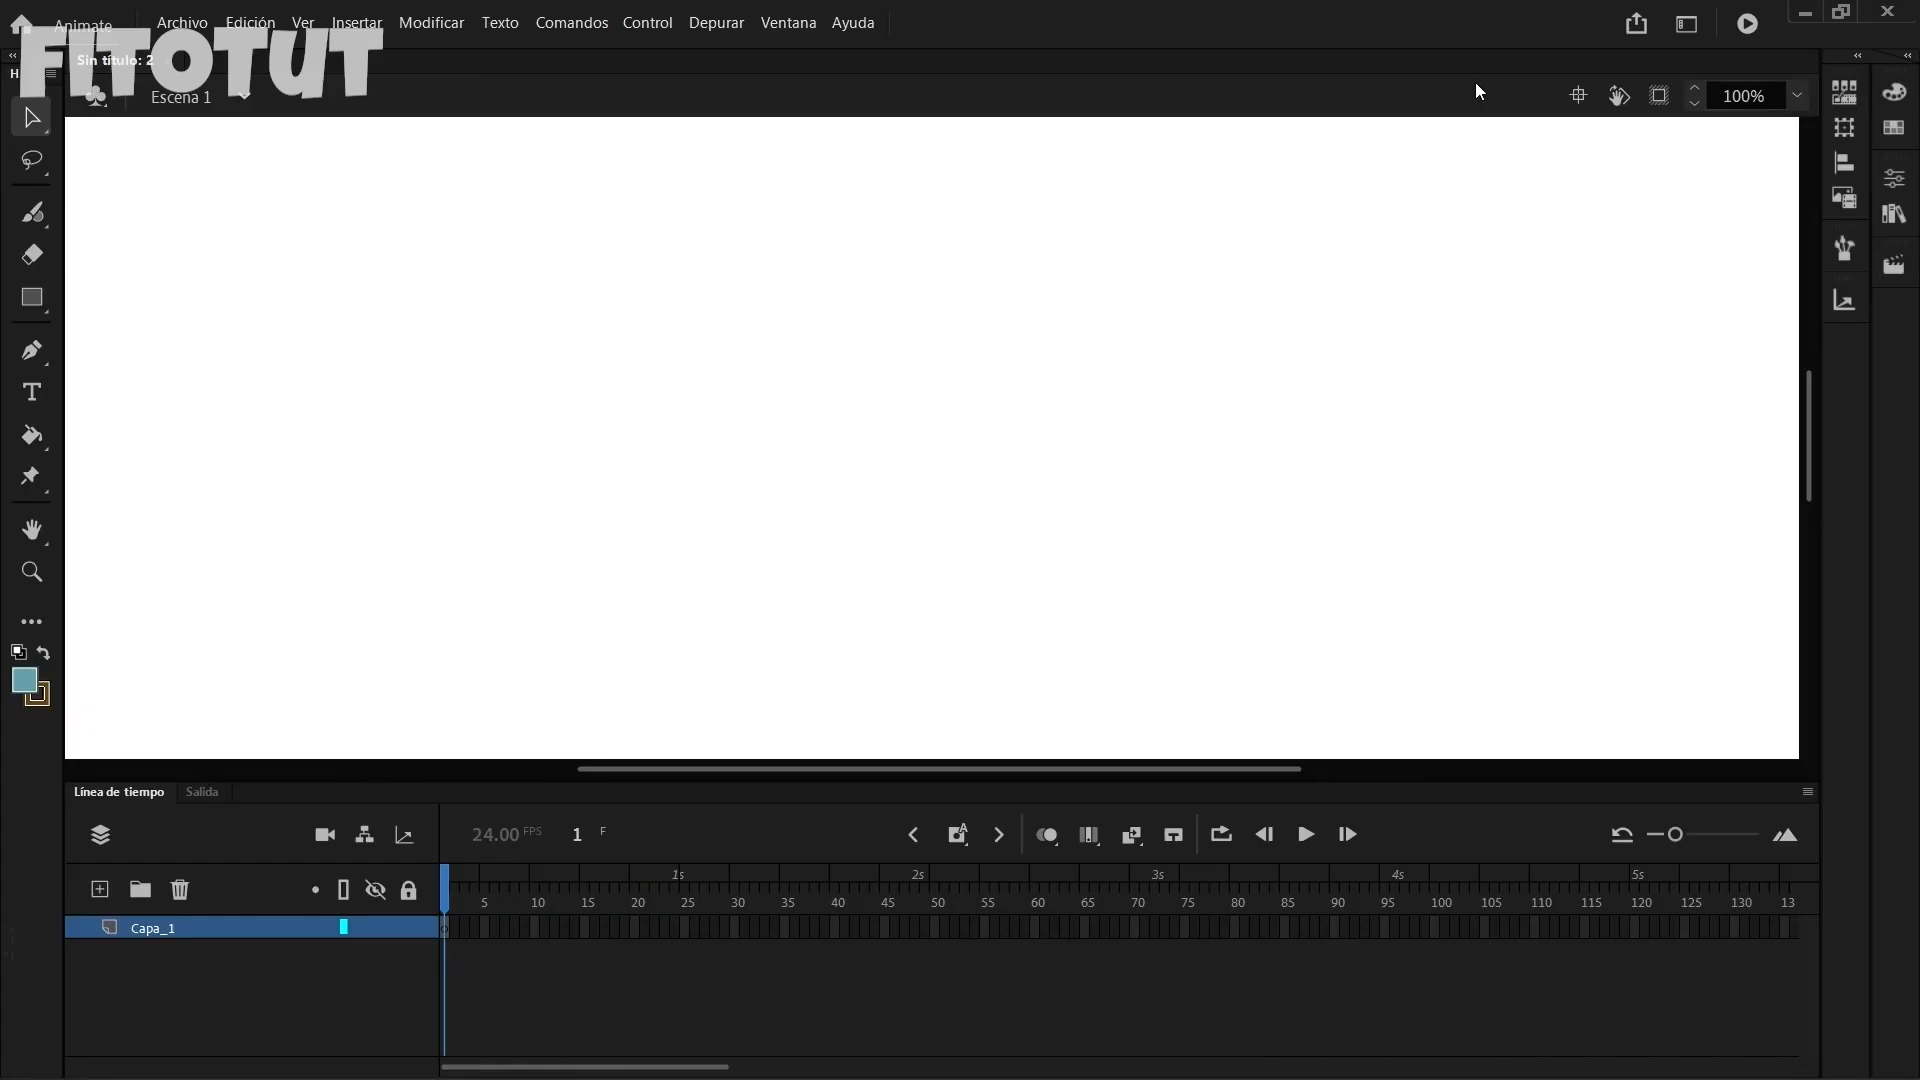 Animate
Archivo Edición Ver Insertar Modificar Texto Comandos Control Depurar Ventana Ayuda
FITOTUT
Sin título: 2
Escena 1
100%
Línea de tiempo Salida
24.00 FPS 1 F
1s 2s 3s 4s 5s
5 10 15 20 25 30 35 40 45 50 55 60 65 70 75 80 85 90 95 100 105 110 115 120 125 130 13
Capa_1